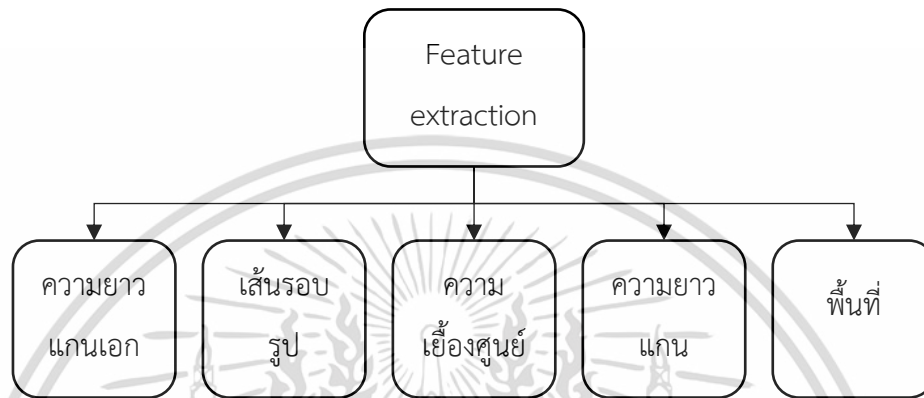 Feature
extraction
ความยาว
แกนเอก
เส้นรอบ
รูป
ความ
เยื้องศูนย์
ความยาว
แกน
พื้นที่